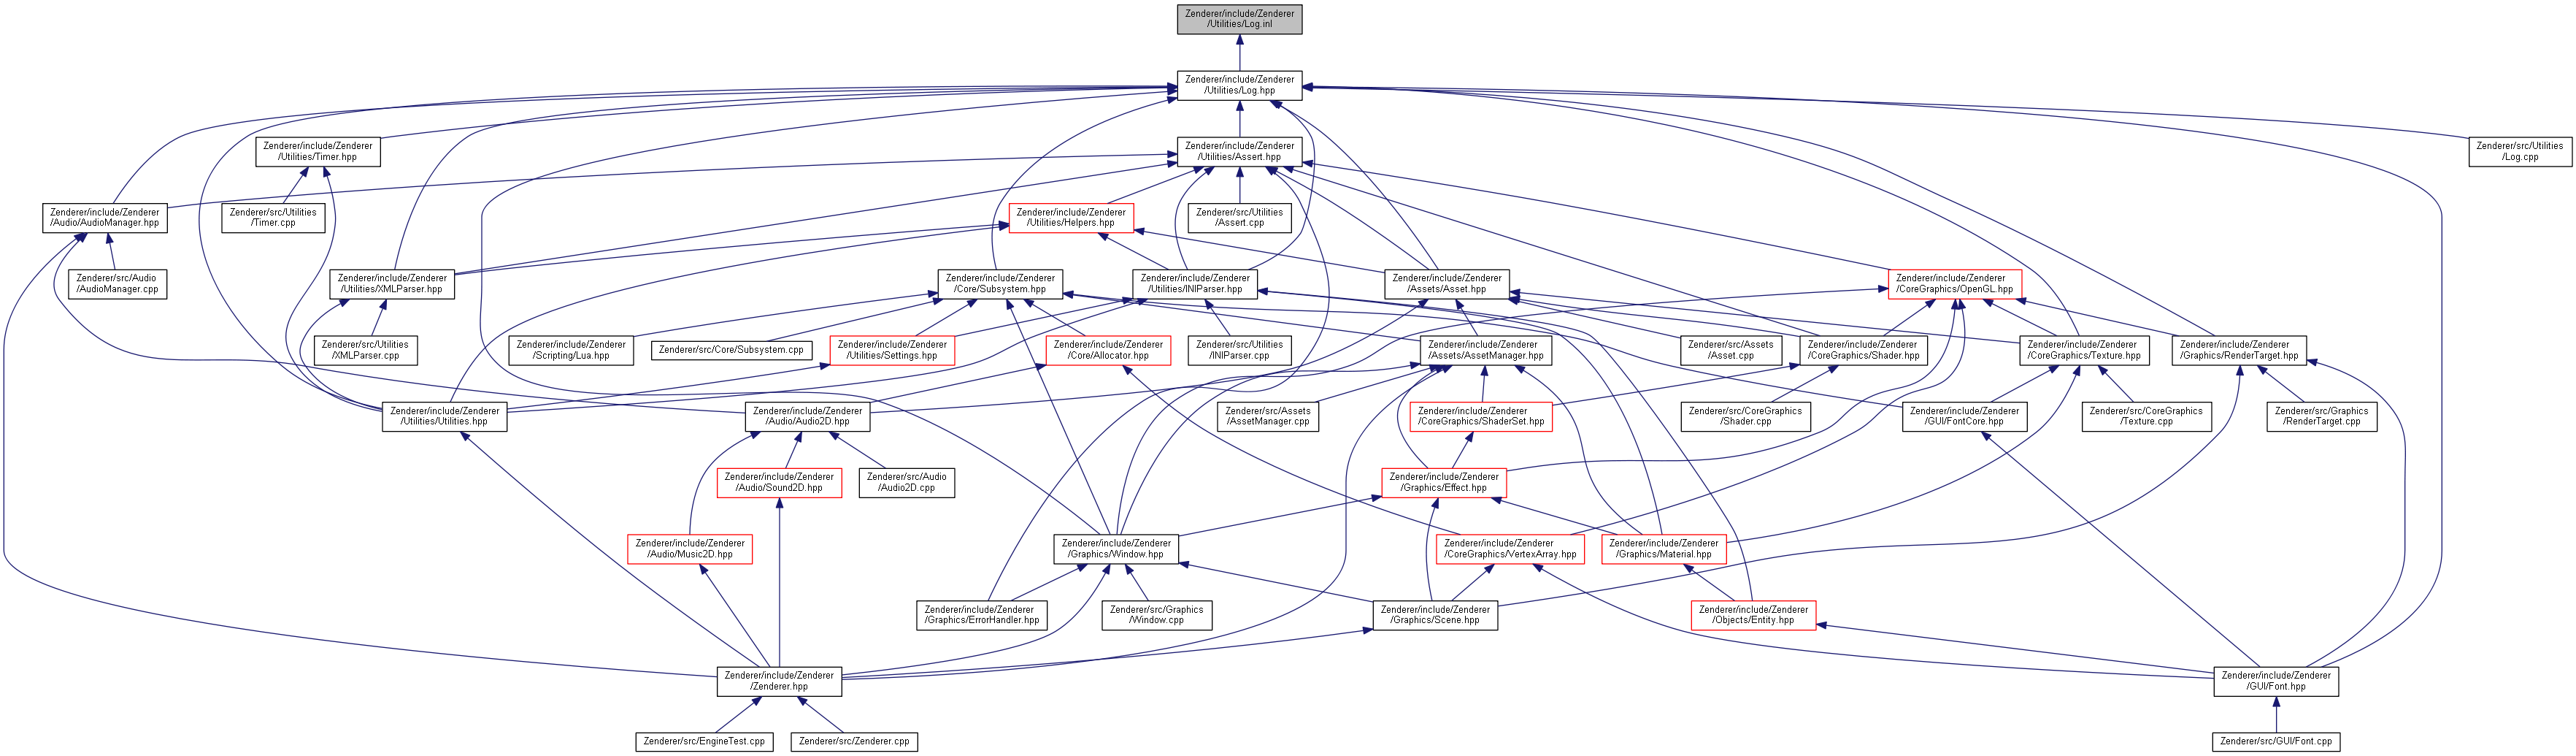 Zenderer/include/Zenderer
/Utilities/Log.inl
Zenderer/include/Zenderer
/Utilities/Log.hpp
Zenderer/include/Zenderer
/Utilities/Timer.hpp
Zenderer/include/Zenderer
/Utilities/Assert.hpp
Zenderer/src/Utilities
/Log.cpp
Zenderer/include/Zenderer
/Audio/AudioManager.hpp
Zenderer/src/Utilities
/Timer.cpp
Zenderer/include/Zenderer
/Utilities/Helpers.hpp
Zenderer/src/Utilities
/Assert.cpp
Zenderer/src/Audio
/AudioManager.cpp
Zenderer/include/Zenderer
/Utilities/XMLParser.hpp
Zenderer/include/Zenderer
/Core/Subsystem.hpp
Zenderer/include/Zenderer
/Utilities/INIParser.hpp
Zenderer/include/Zenderer
/Assets/Asset.hpp
Zenderer/include/Zenderer
/CoreGraphics/OpenGL.hpp
Zenderer/src/Utilities
/XMLParser.cpp
Zenderer/include/Zenderer
/Scripting/Lua.hpp
Zenderer/src/Core/Subsystem.cpp
Zenderer/include/Zenderer
/Utilities/Settings.hpp
Zenderer/include/Zenderer
/Core/Allocator.hpp
Zenderer/src/Utilities
/INIParser.cpp
Zenderer/include/Zenderer
/Assets/AssetManager.hpp
Zenderer/src/Assets
/Asset.cpp
Zenderer/include/Zenderer
/CoreGraphics/Shader.hpp
Zenderer/include/Zenderer
/CoreGraphics/Texture.hpp
Zenderer/include/Zenderer
/Graphics/RenderTarget.hpp
Zenderer/include/Zenderer
/Utilities/Utilities.hpp
Zenderer/include/Zenderer
/Audio/Audio2D.hpp
Zenderer/src/Assets
/AssetManager.cpp
Zenderer/include/Zenderer
/CoreGraphics/ShaderSet.hpp
Zenderer/src/CoreGraphics
/Shader.cpp
Zenderer/include/Zenderer
/GUI/FontCore.hpp
Zenderer/src/CoreGraphics
/Texture.cpp
Zenderer/src/Graphics
/RenderTarget.cpp
Zenderer/include/Zenderer
/Audio/Sound2D.hpp
Zenderer/src/Audio
/Audio2D.cpp
Zenderer/include/Zenderer
/Graphics/Effect.hpp
Zenderer/include/Zenderer
/Audio/Music2D.hpp
Zenderer/include/Zenderer
/Graphics/Window.hpp
Zenderer/include/Zenderer
/CoreGraphics/VertexArray.hpp
Zenderer/include/Zenderer
/Graphics/Material.hpp
Zenderer/include/Zenderer
/Graphics/ErrorHandler.hpp
Zenderer/src/Graphics
/Window.cpp
Zenderer/include/Zenderer
/Graphics/Scene.hpp
Zenderer/include/Zenderer
/Objects/Entity.hpp
Zenderer/include/Zenderer
/Zenderer.hpp
Zenderer/include/Zenderer
/GUI/Font.hpp
Zenderer/src/EngineTest.cpp
Zenderer/src/Zenderer.cpp
Zenderer/src/GUI/Font.cpp